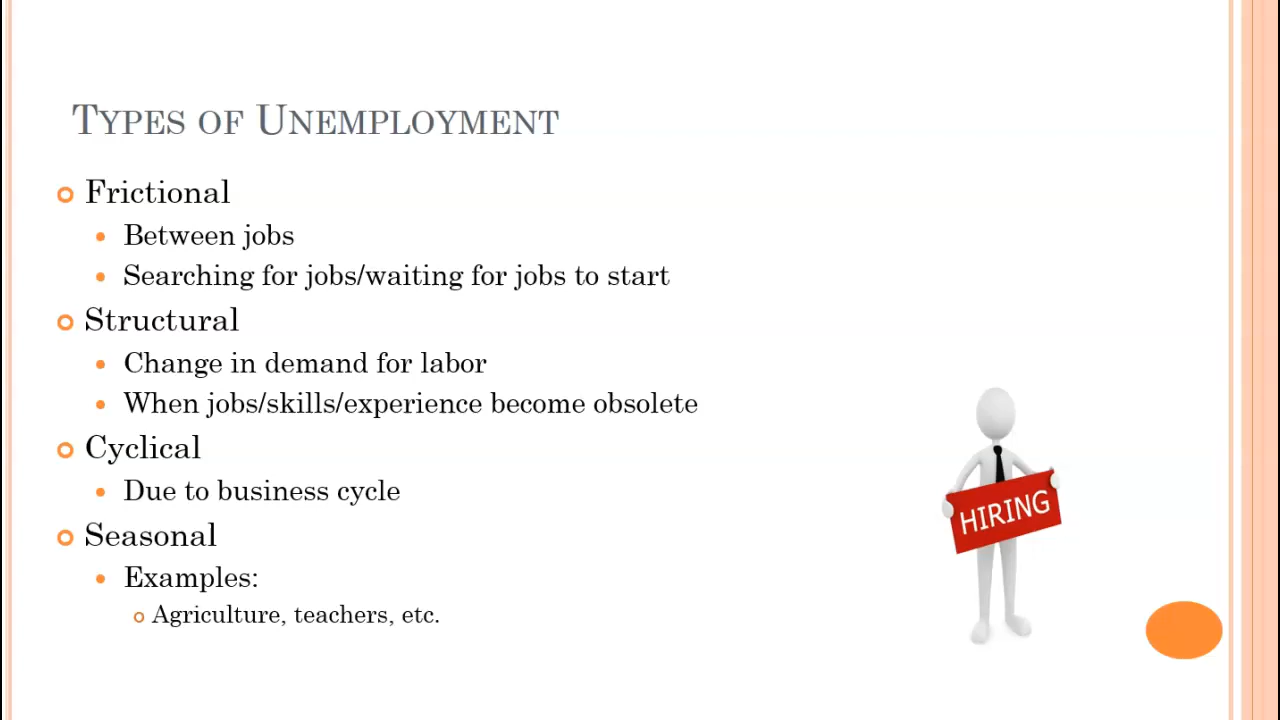 Types of Unemployment
Frictional
Between jobs
Searching for jobs/waiting for jobs to start
Structural
Change in demand for labor
When jobs/skills/experience become obsolete
Cyclical
Due to business cycle
Seasonal
Examples:
Agriculture, teachers, etc.
HIRING